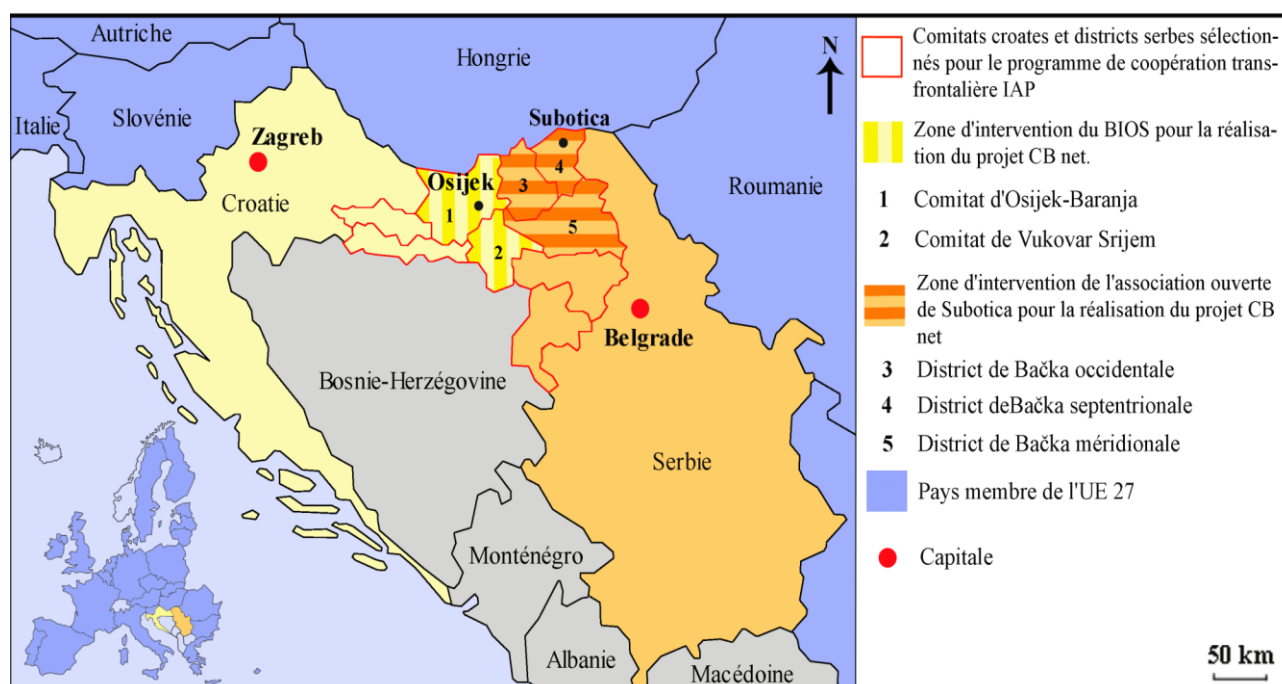 Autriche
Hongrie
N
Slovénie
Italie
Zagreb
Subotica
Osijek
Croatie
Roumanie
1
2
3
4
5
Belgrade
Bosnie-Herzégovine
Serbie
Monténégro
Albanie
Macédoine
Comitats croates et districts serbes sélection-
nés pour le programme de coopération trans-
frontalière IAP
Zone d'intervention du BIOS pour la réalisa-
tion du projet CB net.
1 Comitat d'Osijek-Baranja
2 Comitat de Vukovar Srijem
Zone d'intervention de l'association ouverte
de Subotica pour la réalisation du projet CB
net
3 District de Bačka occidentale
4 District deBačka septentrionale
5 District de Bačka méridionale
Pays membre de l'UE 27
Capitale
50 km